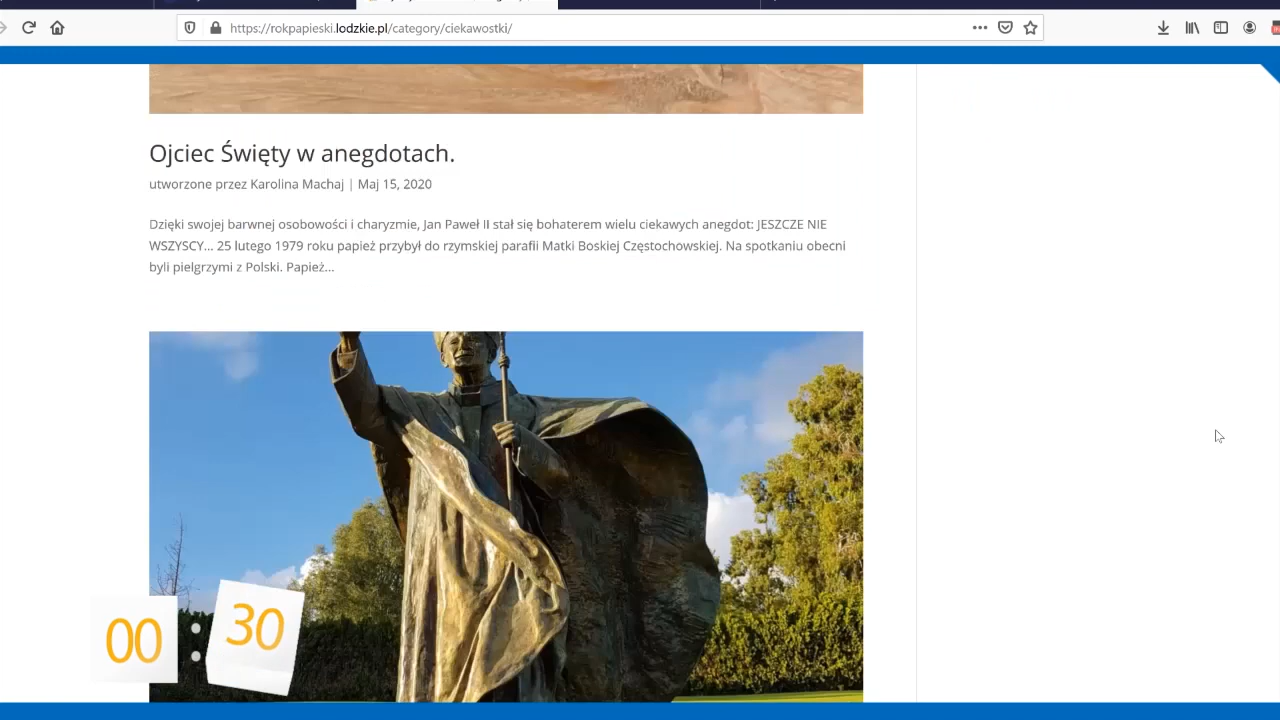 https://rokpapieski.lodzkie.pl/category/ciekawostki/
Ojciec Święty w anegdotach.
utworzone przez Karolina Machaj | Maj 15, 2020
Dzięki swojej barwnej osobowości i charyzmie, Jan Paweł II stał się bohaterem wielu ciekawych anegdot: JESZCZE NIE
WSZYSCY... 25 lutego 1979 roku papież przybył do rzymskiej parafii Matki Boskiej Częstochowskiej. Na spotkaniu obecni
byli pielgrzymi z Polski. Papież...
00:30